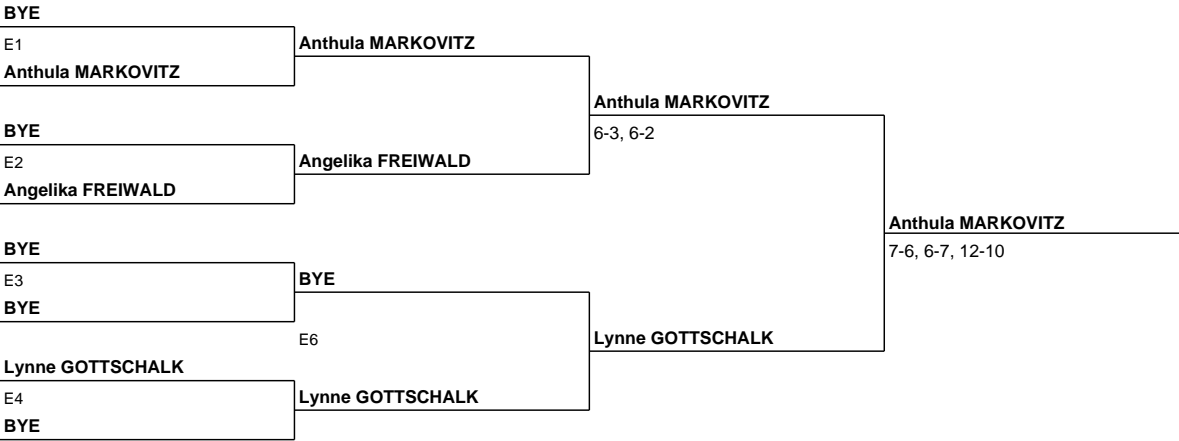 BYE
E1
Anthula MARKOVITZ
Anthula MARKOVITZ
BYE
E2
Angelika FREIWALD
Angelika FREIWALD
Anthula MARKOVITZ
6-3, 6-2
BYE
E3
BYE
BYE
E6
Lynne GOTTSCHALK
E4
BYE
Lynne GOTTSCHALK
Lynne GOTTSCHALK
Anthula MARKOVITZ
7-6, 6-7, 12-10